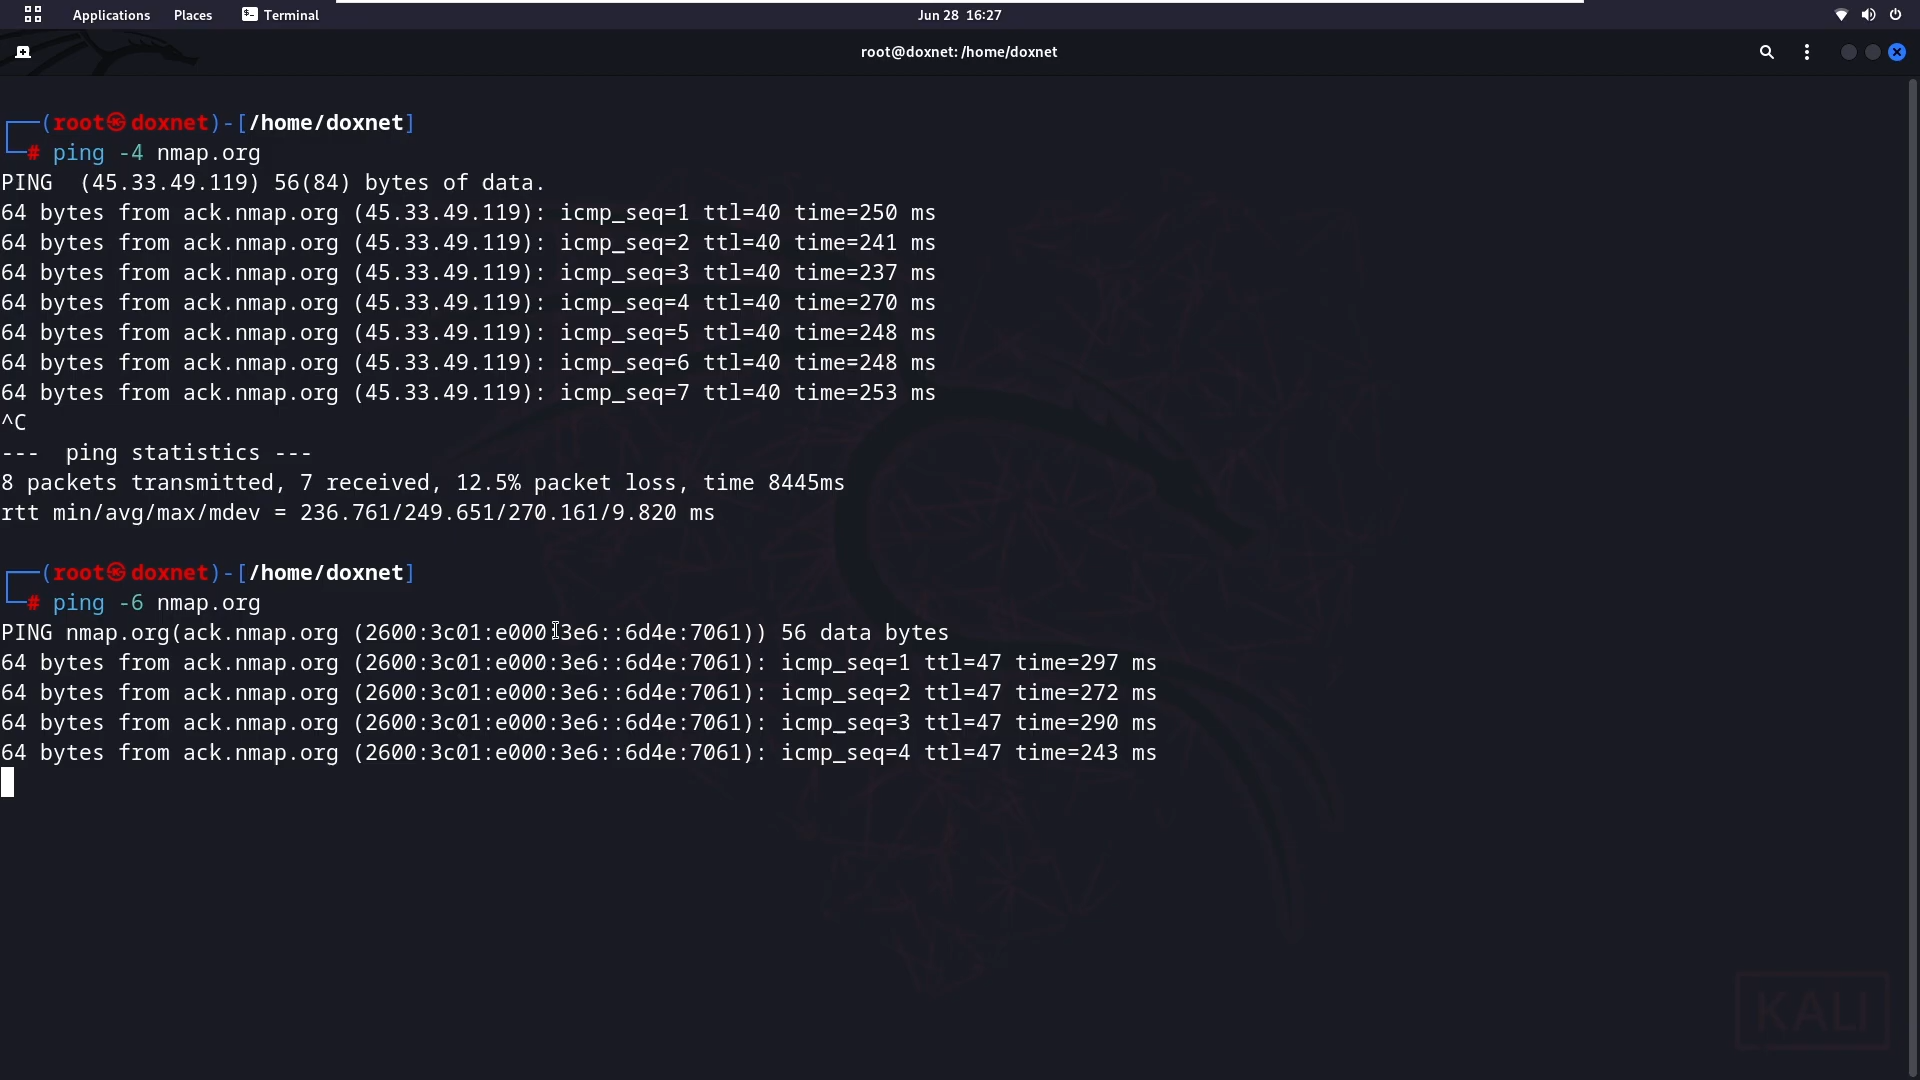 Applications Places Terminal Jun 28 16:27
root@doxnet: /home/doxnet
┌──(root㉿doxnet)-[/home/doxnet]
└─# ping -4 nmap.org
PING  (45.33.49.119) 56(84) bytes of data.
64 bytes from ack.nmap.org (45.33.49.119): icmp_seq=1 ttl=40 time=250 ms
64 bytes from ack.nmap.org (45.33.49.119): icmp_seq=2 ttl=40 time=241 ms
64 bytes from ack.nmap.org (45.33.49.119): icmp_seq=3 ttl=40 time=237 ms
64 bytes from ack.nmap.org (45.33.49.119): icmp_seq=4 ttl=40 time=270 ms
64 bytes from ack.nmap.org (45.33.49.119): icmp_seq=5 ttl=40 time=248 ms
64 bytes from ack.nmap.org (45.33.49.119): icmp_seq=6 ttl=40 time=248 ms
64 bytes from ack.nmap.org (45.33.49.119): icmp_seq=7 ttl=40 time=253 ms
^C
---  ping statistics ---
8 packets transmitted, 7 received, 12.5% packet loss, time 8445ms
rtt min/avg/max/mdev = 236.761/249.651/270.161/9.820 ms
┌──(root㉿doxnet)-[/home/doxnet]
└─# ping -6 nmap.org
PING nmap.org(ack.nmap.org (2600:3c01:e000:3e6::6d4e:7061)) 56 data bytes
64 bytes from ack.nmap.org (2600:3c01:e000:3e6::6d4e:7061): icmp_seq=1 ttl=47 time=297 ms
64 bytes from ack.nmap.org (2600:3c01:e000:3e6::6d4e:7061): icmp_seq=2 ttl=47 time=272 ms
64 bytes from ack.nmap.org (2600:3c01:e000:3e6::6d4e:7061): icmp_seq=3 ttl=47 time=290 ms
64 bytes from ack.nmap.org (2600:3c01:e000:3e6::6d4e:7061): icmp_seq=4 ttl=47 time=243 ms
KALI